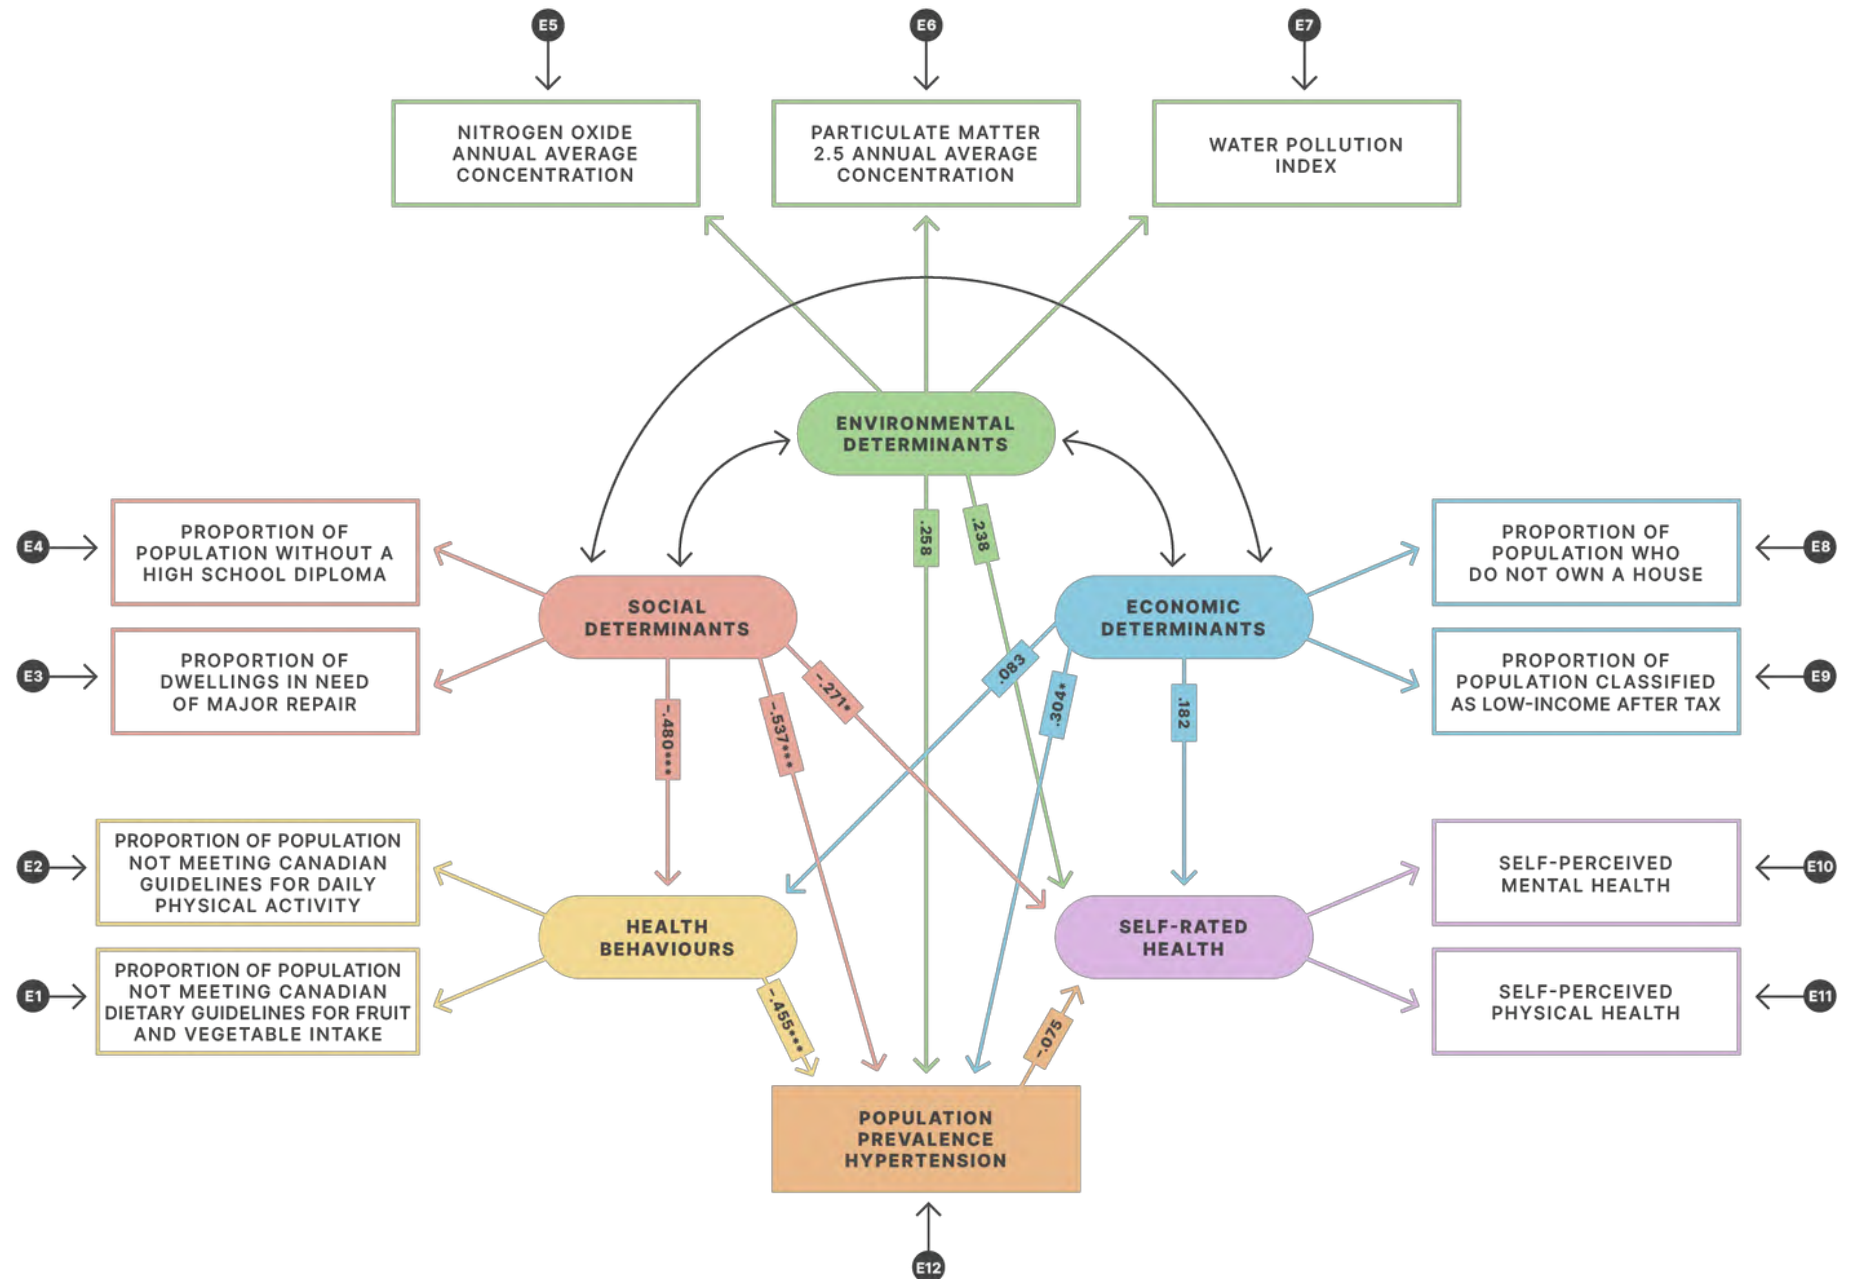 E5
E6
E7
NITROGEN OXIDE
ANNUAL AVERAGE
CONCENTRATION
PARTICULATE MATTER
2.5 ANNUAL AVERAGE
CONCENTRATION
WATER POLLUTION
INDEX
ENVIRONMENTAL
DETERMINANTS
.258
.238
E4
PROPORTION OF
POPULATION WITHOUT A
HIGH SCHOOL DIPLOMA
E3
PROPORTION OF
DWELLINGS IN NEED
OF MAJOR REPAIR
SOCIAL
DETERMINANTS
-.480***
-.537***
-.271*
ECONOMIC
DETERMINANTS
.083
.304*
.182
PROPORTION OF
POPULATION WHO
DO NOT OWN A HOUSE
E8
PROPORTION OF
POPULATION CLASSIFIED
AS LOW-INCOME AFTER TAX
E9
E2
PROPORTION OF POPULATION
NOT MEETING CANADIAN
GUIDELINES FOR DAILY
PHYSICAL ACTIVITY
E1
PROPORTION OF POPULATION
NOT MEETING CANADIAN
DIETARY GUIDELINES FOR FRUIT
AND VEGETABLE INTAKE
HEALTH
BEHAVIOURS
-.455***
SELF-RATED
HEALTH
-.075
SELF-PERCEIVED
MENTAL HEALTH
E10
SELF-PERCEIVED
PHYSICAL HEALTH
E11
POPULATION
PREVALENCE
HYPERTENSION
E12